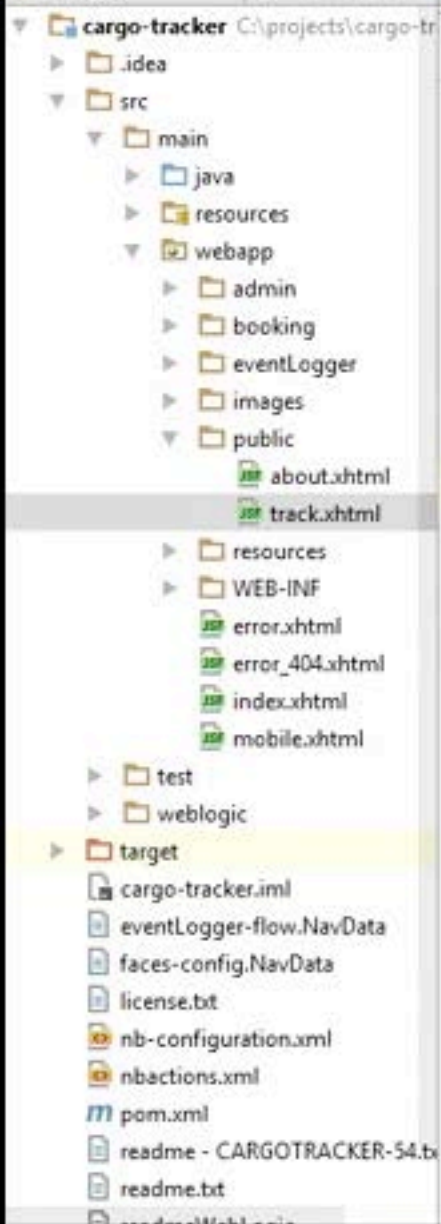 cargo-tracker C:\projects\cargo-tr
.idea
src
main
java
resources
webapp
admin
booking
eventLogger
images
public
about.xhtml
track.xhtml
resources
WEB-INF
error.xhtml
error_404.xhtml
index.xhtml
mobile.xhtml
test
weblogic
target
cargo-tracker.iml
eventLogger-flow.NavData
faces-config.NavData
license.txt
nb-configuration.xml
nbactions.xml
pom.xml
readme - CARGOTRACKER-54.tx
readme.txt
readmeWebLogic